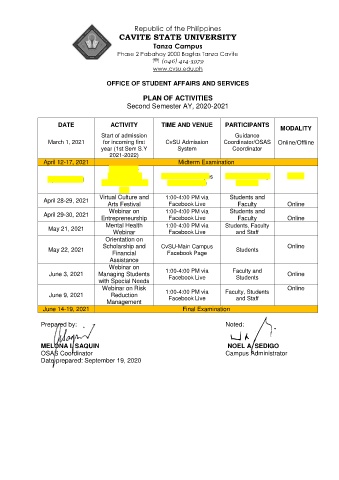 Republic of the Philippines
CAVITE STATE UNIVERSITY
Tanza Campus
Phase 2 Pabahay 2000 Bagtas Tanza Cavite
☎ (046) 414-3979
www.cvsu.edu.ph
OFFICE OF STUDENT AFFAIRS AND SERVICES
PLAN OF ACTIVITIES
Second Semester AY, 2020-2021
DATE ACTIVITY TIME AND VENUE PARTICIPANTS MODALITY
March 1, 2021
Start of admission
for incoming first
year (1st Sem S.Y
2021-2022)
CvSU Admission
System
Guidance
Coordinator/OSAS
Coordinator
Online/Offline
April 12-17, 2021 Midterm Examination
April 28-29, 2021
Virtual Culture and
Arts Festival
1:00-4:00 PM via
Facebook Live
Students and
Faculty
Online
April 29-30, 2021
Webinar on
Entrepreneurship
1:00-4:00 PM via
Facebook Live
Students and
Faculty
Online
May 21, 2021
Mental Health
Webinar
1:00-4:00 PM via
Facebook Live
Students, Faculty
and Staff
Online
May 22, 2021
Orientation on
Scholarship and
Financial
Assistance
CvSU-Main Campus
Facebook Page
Students
Online
June 3, 2021
Webinar on
Managing Students
with Special Needs
1:00-4:00 PM via
Facebook Live
Faculty and
Students
Online
June 9, 2021
Webinar on Risk
Reduction
Management
1:00-4:00 PM via
Facebook Live
Faculty, Students
and Staff
Online
June 14-19, 2021 Final Examination
Prepared by: Noted:
MELONA I. SAQUIN NOEL A. SEDIGO
OSAS Coordinator Campus Administrator
Date prepared: September 19, 2020